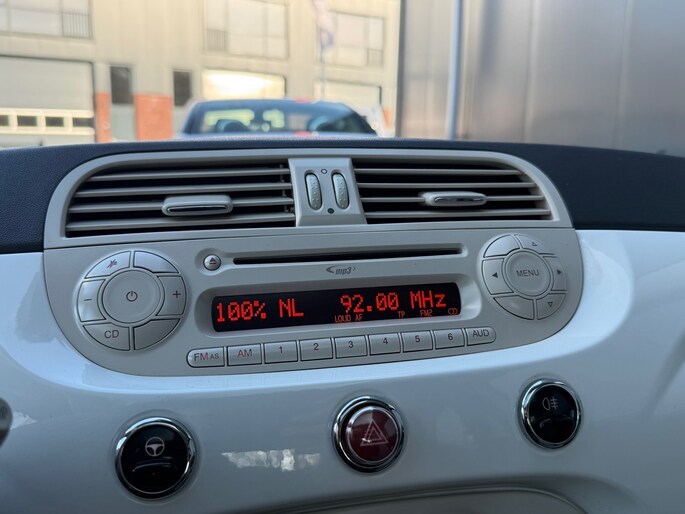 mp3
100% NL 92.00 MHz
LOUD AF TP FM2 CD
MENU
- +
CD
FM AS AM 1 2 3 4 5 6 AUD